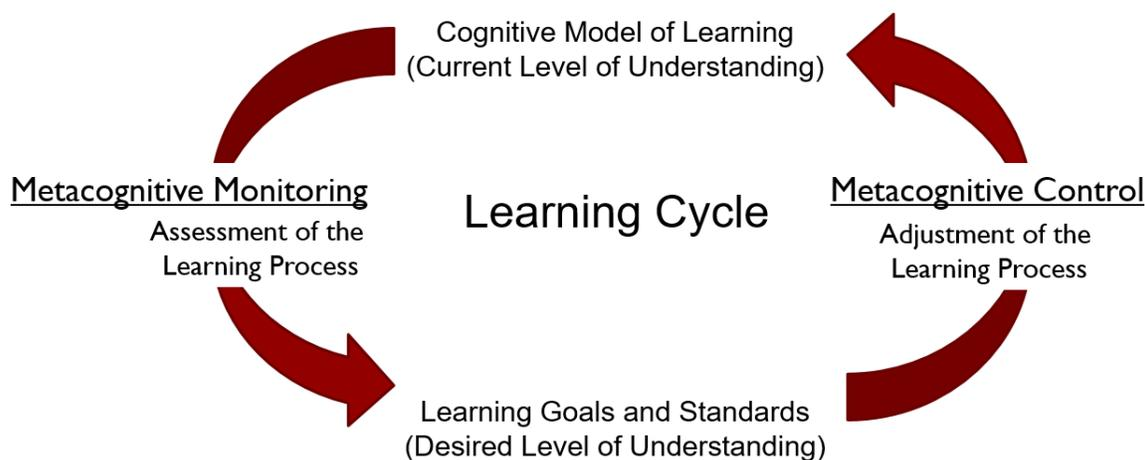 Cognitive Model of Learning
(Current Level of Understanding)
Metacognitive Monitoring
Assessment of the
Learning Process
Learning Cycle
Metacognitive Control
Adjustment of the
Learning Process
Learning Goals and Standards
(Desired Level of Understanding)